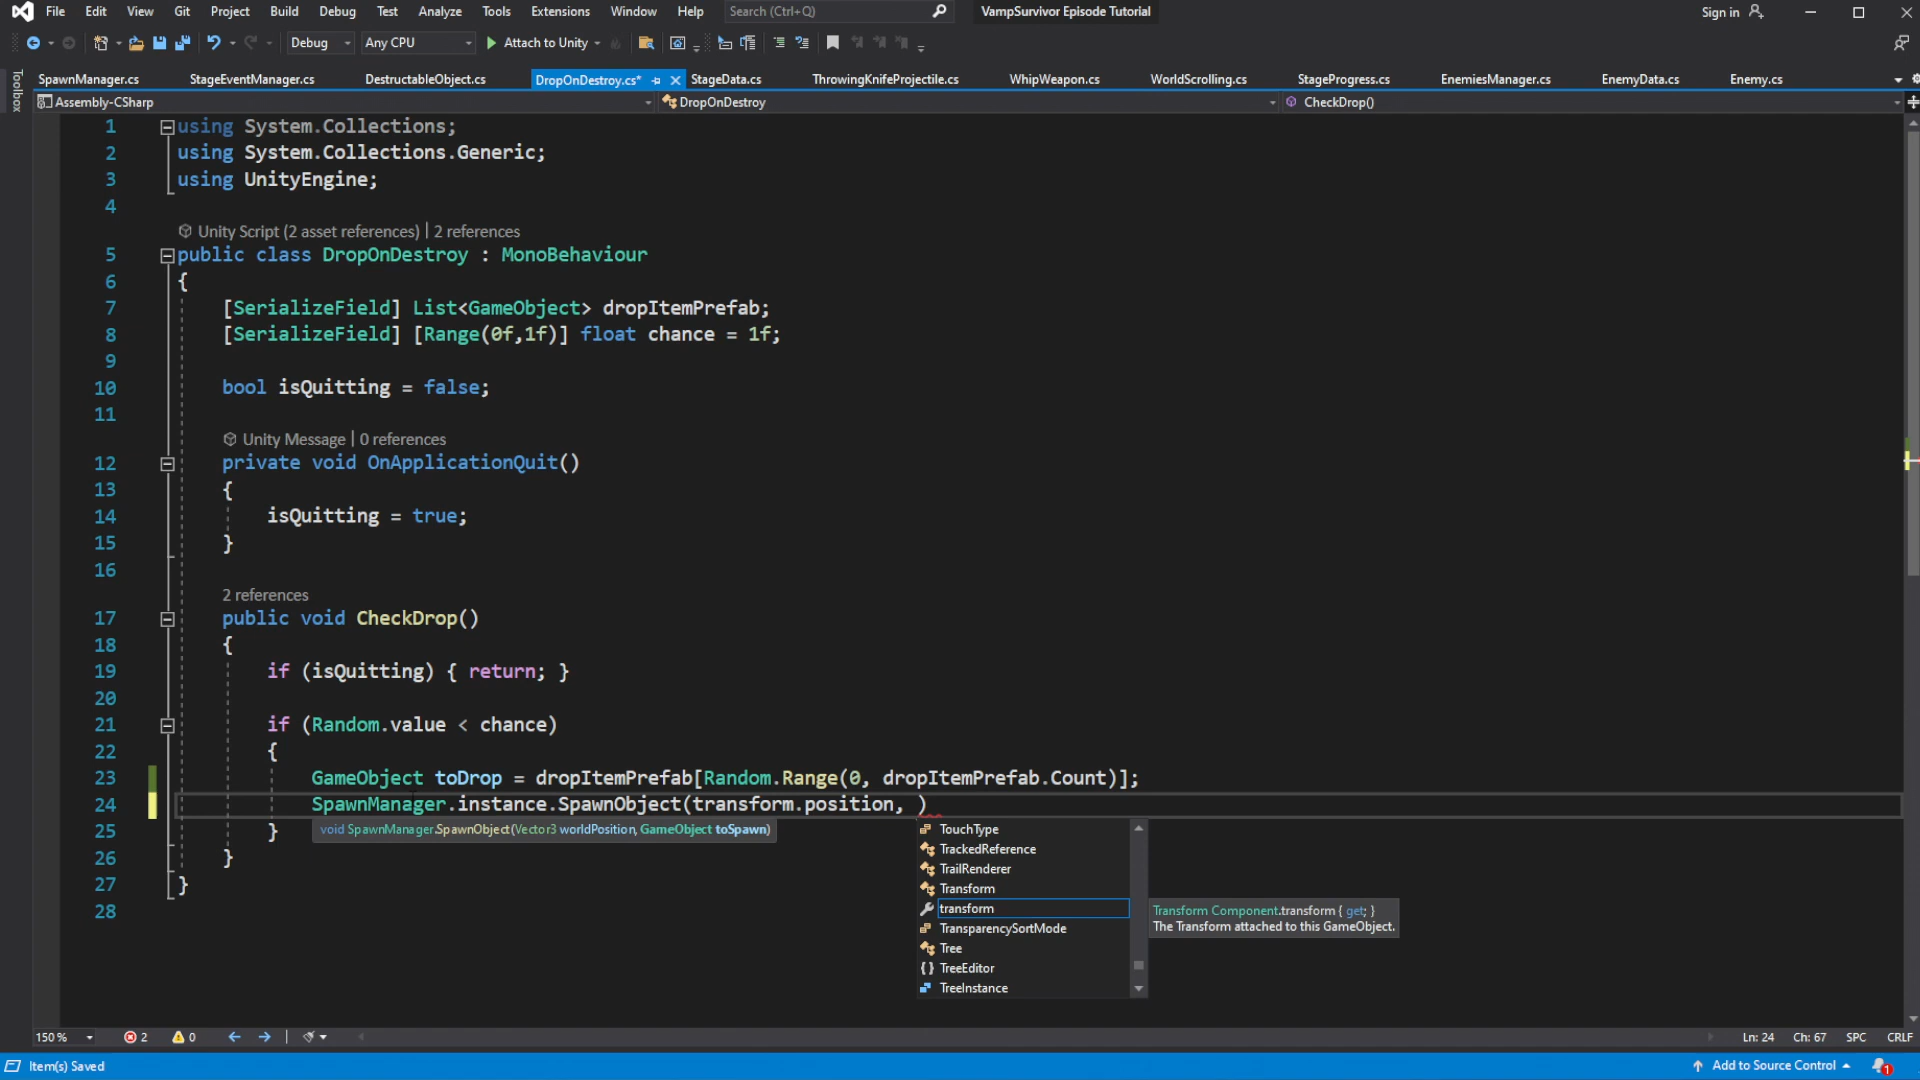 File Edit View Git Project Build Debug Test Analyze Tools Extensions Window Help Search (Ctrl+Q) VampSurvivor Episode Tutorial Sign in
Debug Any CPU Attach to Unity
Toolbox
SpawnManager.cs StageEventManager.cs DestructableObject.cs DropOnDestroy.cs* StageData.cs ThrowingKnifeProjectile.cs WhipWeapon.cs WorldScrolling.cs StageProgress.cs EnemiesManager.cs EnemyData.cs Enemy.cs
Assembly-CSharp DropOnDestroy CheckDrop()
1 using System.Collections;
2 using System.Collections.Generic;
3 using UnityEngine;
4
Unity Script (2 asset references) | 2 references
5 public class DropOnDestroy : MonoBehaviour
6 {
7 [SerializeField] List<GameObject> dropItemPrefab;
8 [SerializeField] [Range(0f,1f)] float chance = 1f;
9
10 bool isQuitting = false;
11
Unity Message | 0 references
12 private void OnApplicationQuit()
13 {
14 isQuitting = true;
15 }
16
2 references
17 public void CheckDrop()
18 {
19 if (isQuitting) { return; }
20
21 if (Random.value < chance)
22 {
23 GameObject toDrop = dropItemPrefab[Random.Range(0, dropItemPrefab.Count)];
24 SpawnManager.instance.SpawnObject(transform.position, )
25 }
void SpawnManager.SpawnObject(Vector3 worldPosition, GameObject toSpawn)
26 }
27 }
28
TouchType
TrackedReference
TrailRenderer
Transform
transform
TransparencySortMode
Tree
TreeEditor
TreeInstance
Transform Component.transform { get; }
The Transform attached to this GameObject.
150 % 2 0 Ln: 24 Ch: 67 SPC CRLF
Item(s) Saved Add to Source Control 1